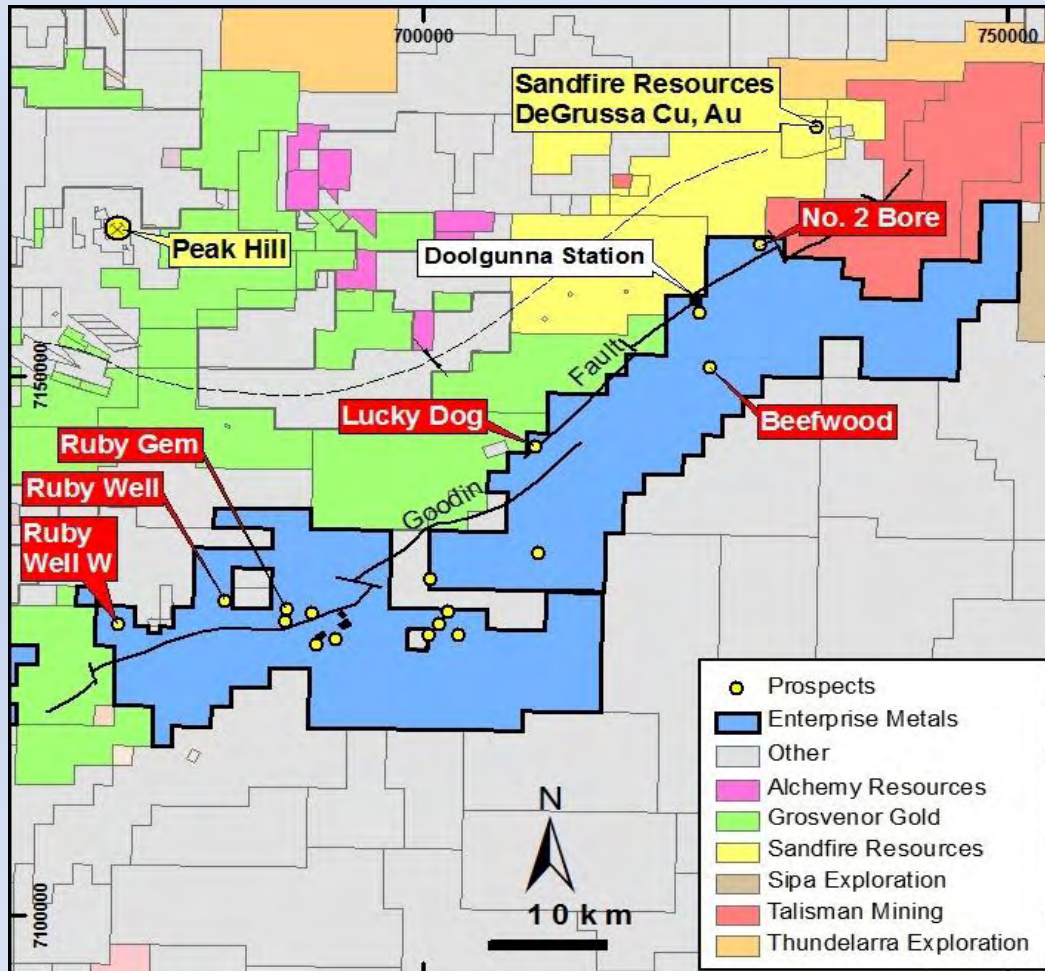 700000
750000
Sandfire Resources
DeGrussa Cu, Au
No. 2 Bore
Peak Hill
Doolgunna Station
7150000
Fault
Lucky Dog
Beefwood
Ruby Gem
Ruby Well
Goodin
Ruby
Well W
Prospects
Enterprise Metals
Other
Alchemy Resources
Grosvenor Gold
Sandfire Resources
Sipa Exploration
Talisman Mining
Thundelarra Exploration
N
10 km
7100000